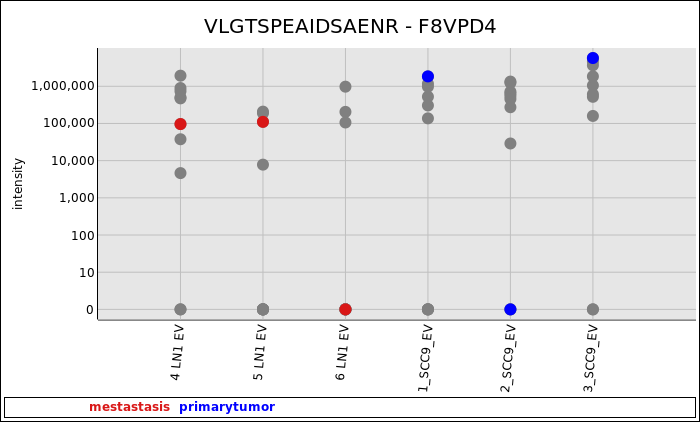 VLGTSPEAIDSAENR - F8VPD4
1,000,000
100,000
10,000
1,000
100
10
0
intensity
4 LN1 EV
5 LN1 EV
6 LN1 EV
1_SCC9_EV
2_SCC9_EV
3_SCC9_EV
mestastasis primarytumor